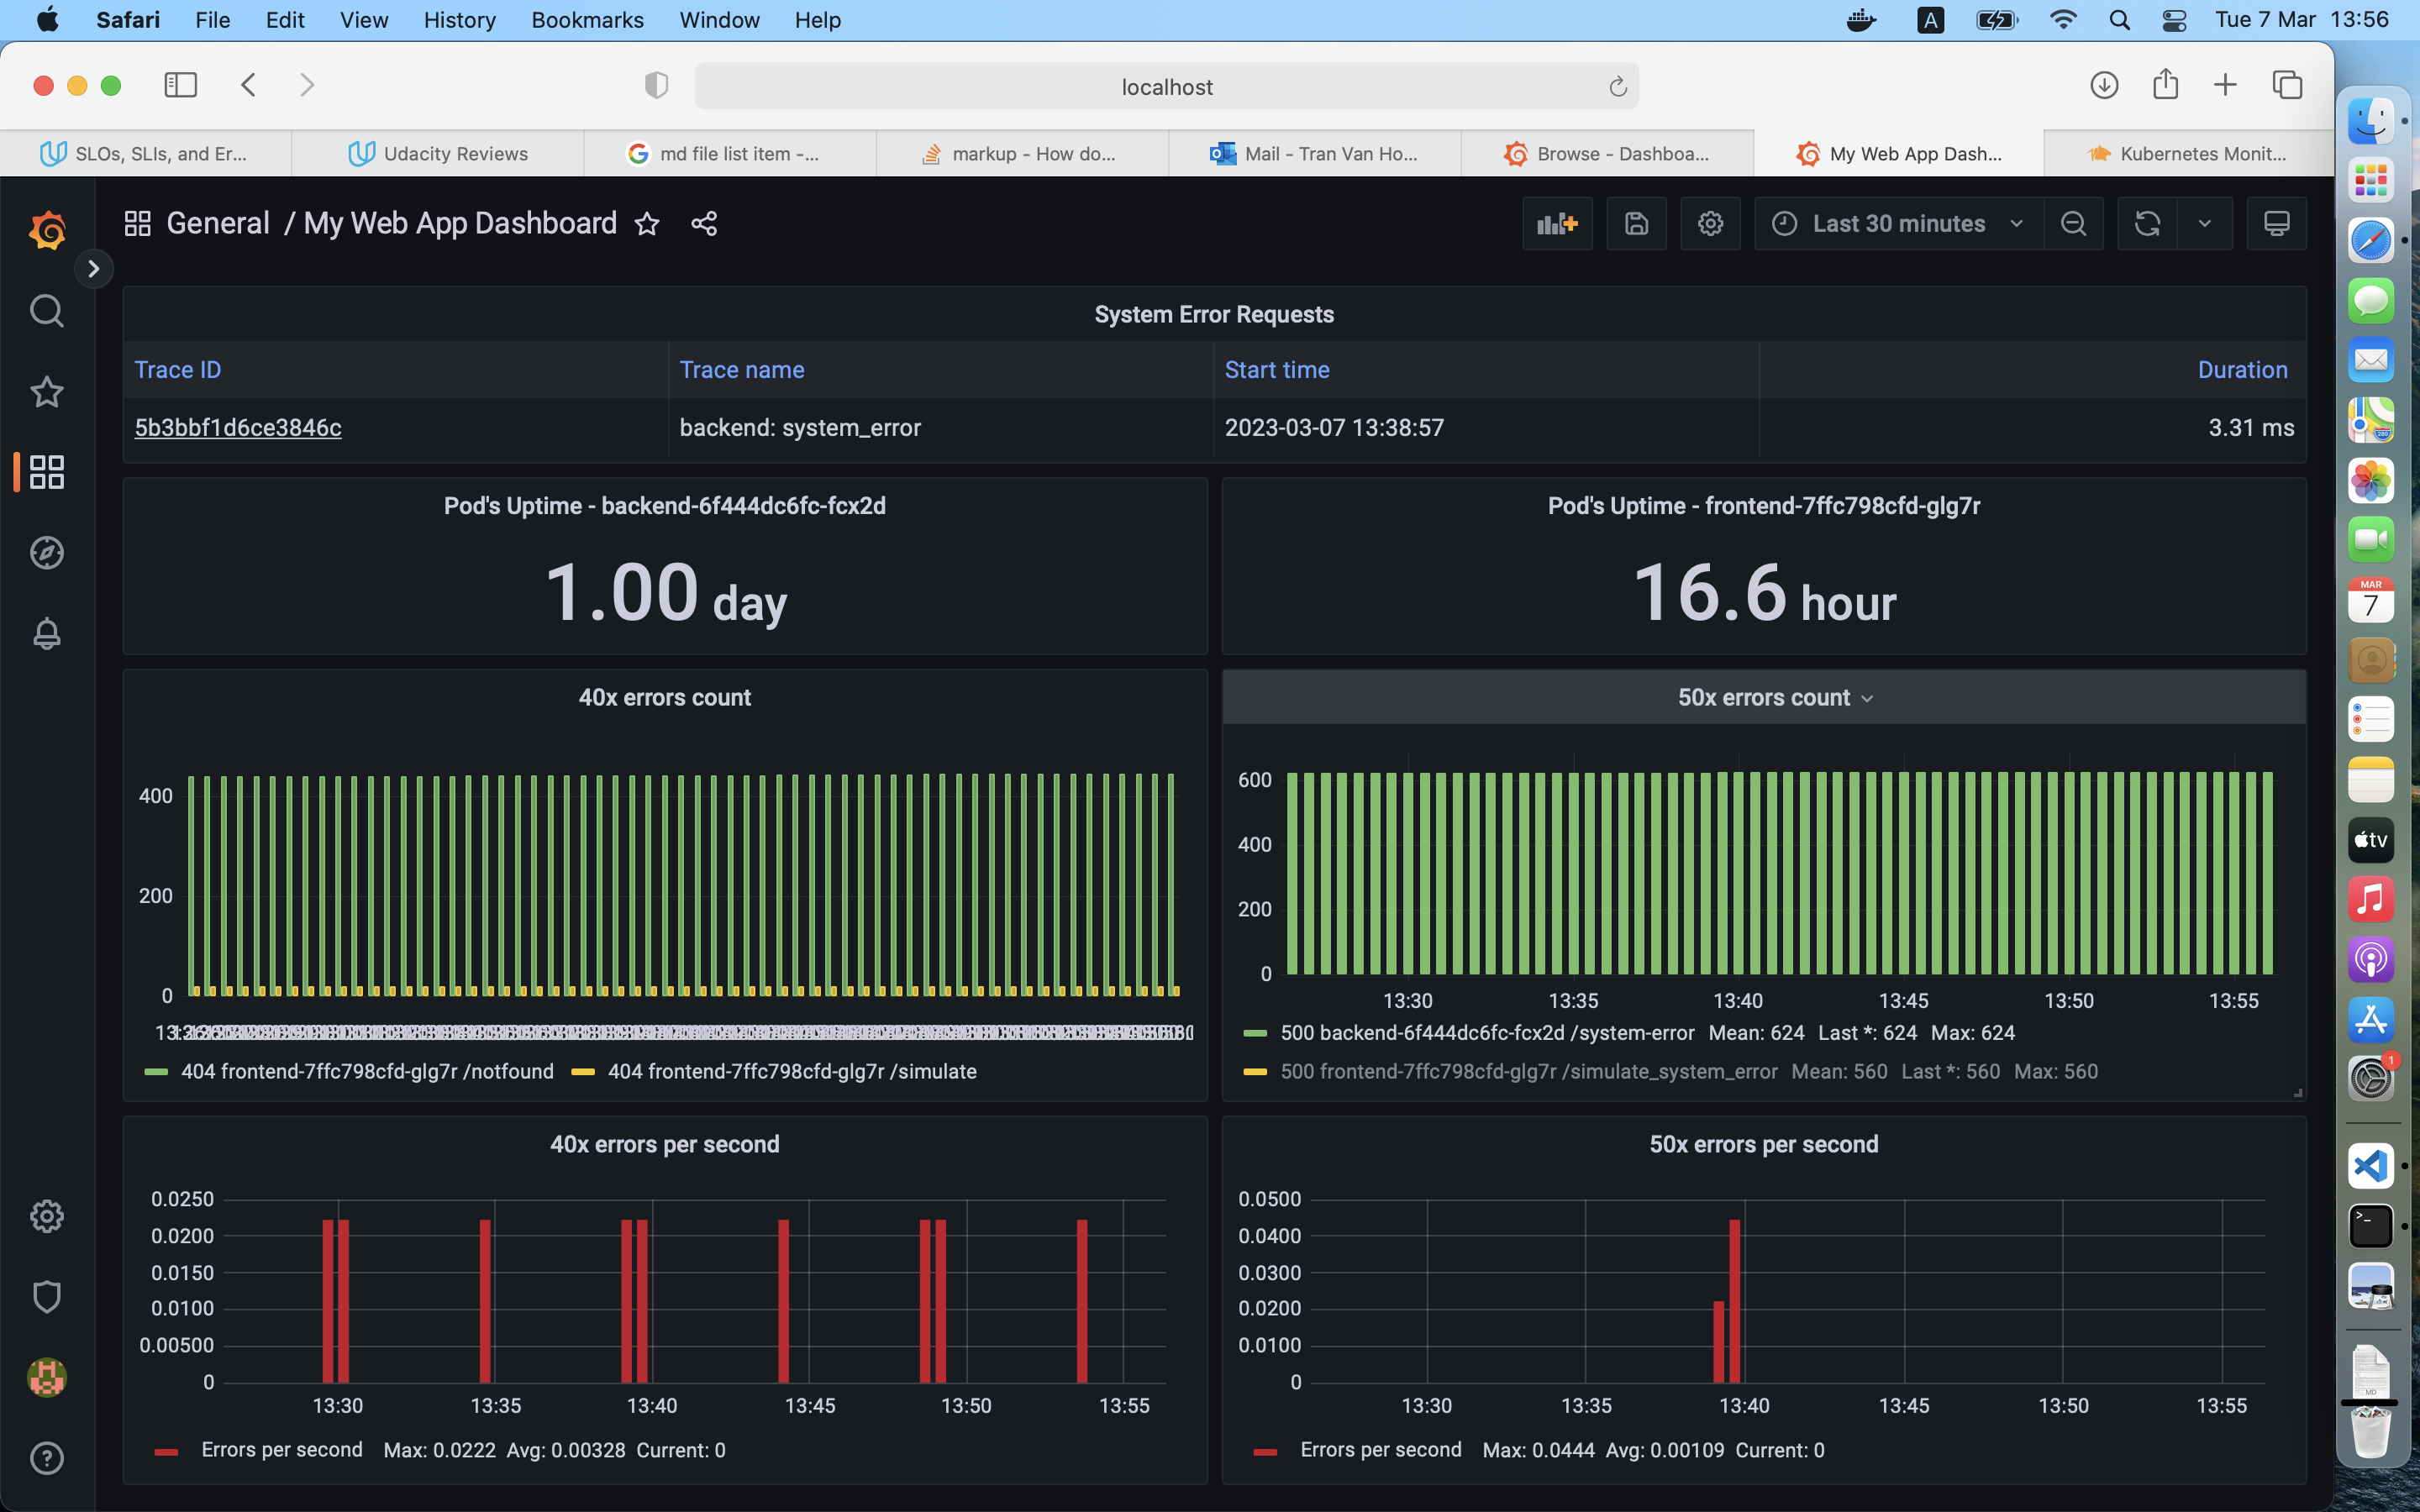 Safari File Edit View History Bookmarks Window Help A Tue 7 Mar 13:56
localhost
SLOs, SLIs, and Er... Udacity Reviews md file list item -... markup - How do... Mail - Tran Van Ho... Browse - Dashboa... My Web App Dash... Kubernetes Monit...
General / My Web App Dashboard Last 30 minutes
System Error Requests
Trace ID Trace name Start time Duration
5b3bbf1d6ce3846c backend: system_error 2023-03-07 13:38:57 3.31 ms
Pod's Uptime - backend-6f444dc6fc-fcx2d
1.00 day
Pod's Uptime - frontend-7ffc798cfd-glg7r
16.6 hour
40x errors count
400
200
0
404 frontend-7ffc798cfd-glg7r /notfound 404 frontend-7ffc798cfd-glg7r /simulate
50x errors count
600
400
200
0
13:30 13:35 13:40 13:45 13:50 13:55
500 backend-6f444dc6fc-fcx2d /system-error Mean: 624 Last *: 624 Max: 624
500 frontend-7ffc798cfd-glg7r /simulate_system_error Mean: 560 Last *: 560 Max: 560
40x errors per second
0.0250
0.0200
0.0150
0.0100
0.00500
0
13:30 13:35 13:40 13:45 13:50 13:55
Errors per second Max: 0.0222 Avg: 0.00328 Current: 0
50x errors per second
0.0500
0.0400
0.0300
0.0200
0.0100
0
13:30 13:35 13:40 13:45 13:50 13:55
Errors per second Max: 0.0444 Avg: 0.00109 Current: 0
MAR
7
tv
1
>_
MD